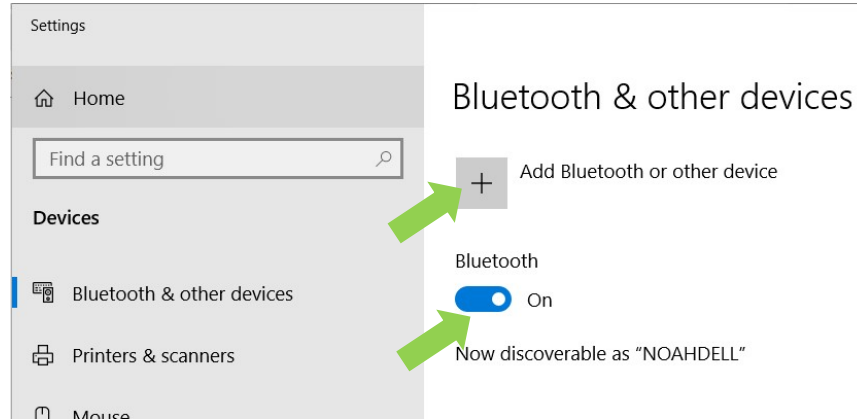 Settings
Home
Find a setting
Devices
Bluetooth & other devices
Printers & scanners
Mouse
Bluetooth & other devices
Add Bluetooth or other device
Bluetooth
On
Now discoverable as “NOAHDELL”